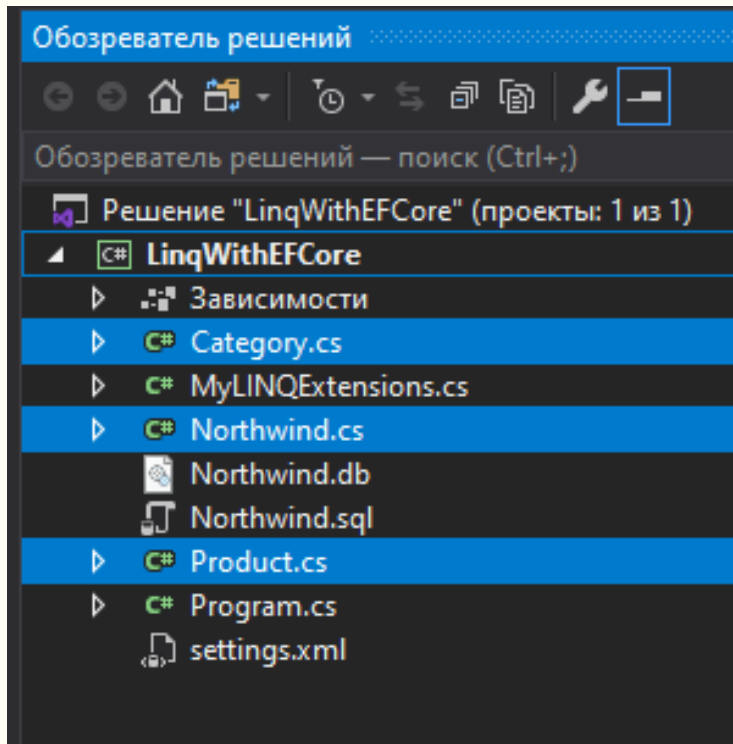 Обозреватель решений
Обозреватель решений — поиск (Ctrl+;)
Решение "LinqWithEFCore" (проекты: 1 из 1)
C# LinqWithEFCore
Зависимости
C# Category.cs
C# MyLINQExtensions.cs
C# Northwind.cs
Northwind.db
Northwind.sql
C# Product.cs
C# Program.cs
settings.xml